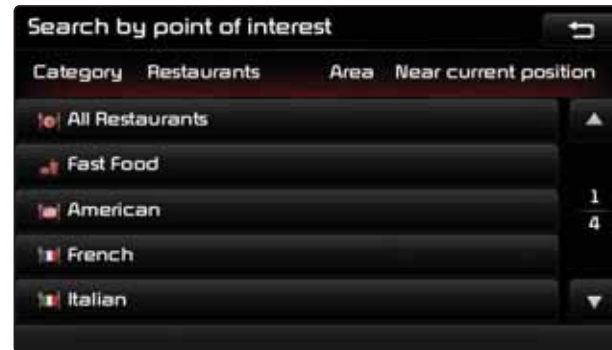 Search by point of interest
Category Restaurants Area Near current position
All Restaurants
Fast Food
American
French
Italian
1
4